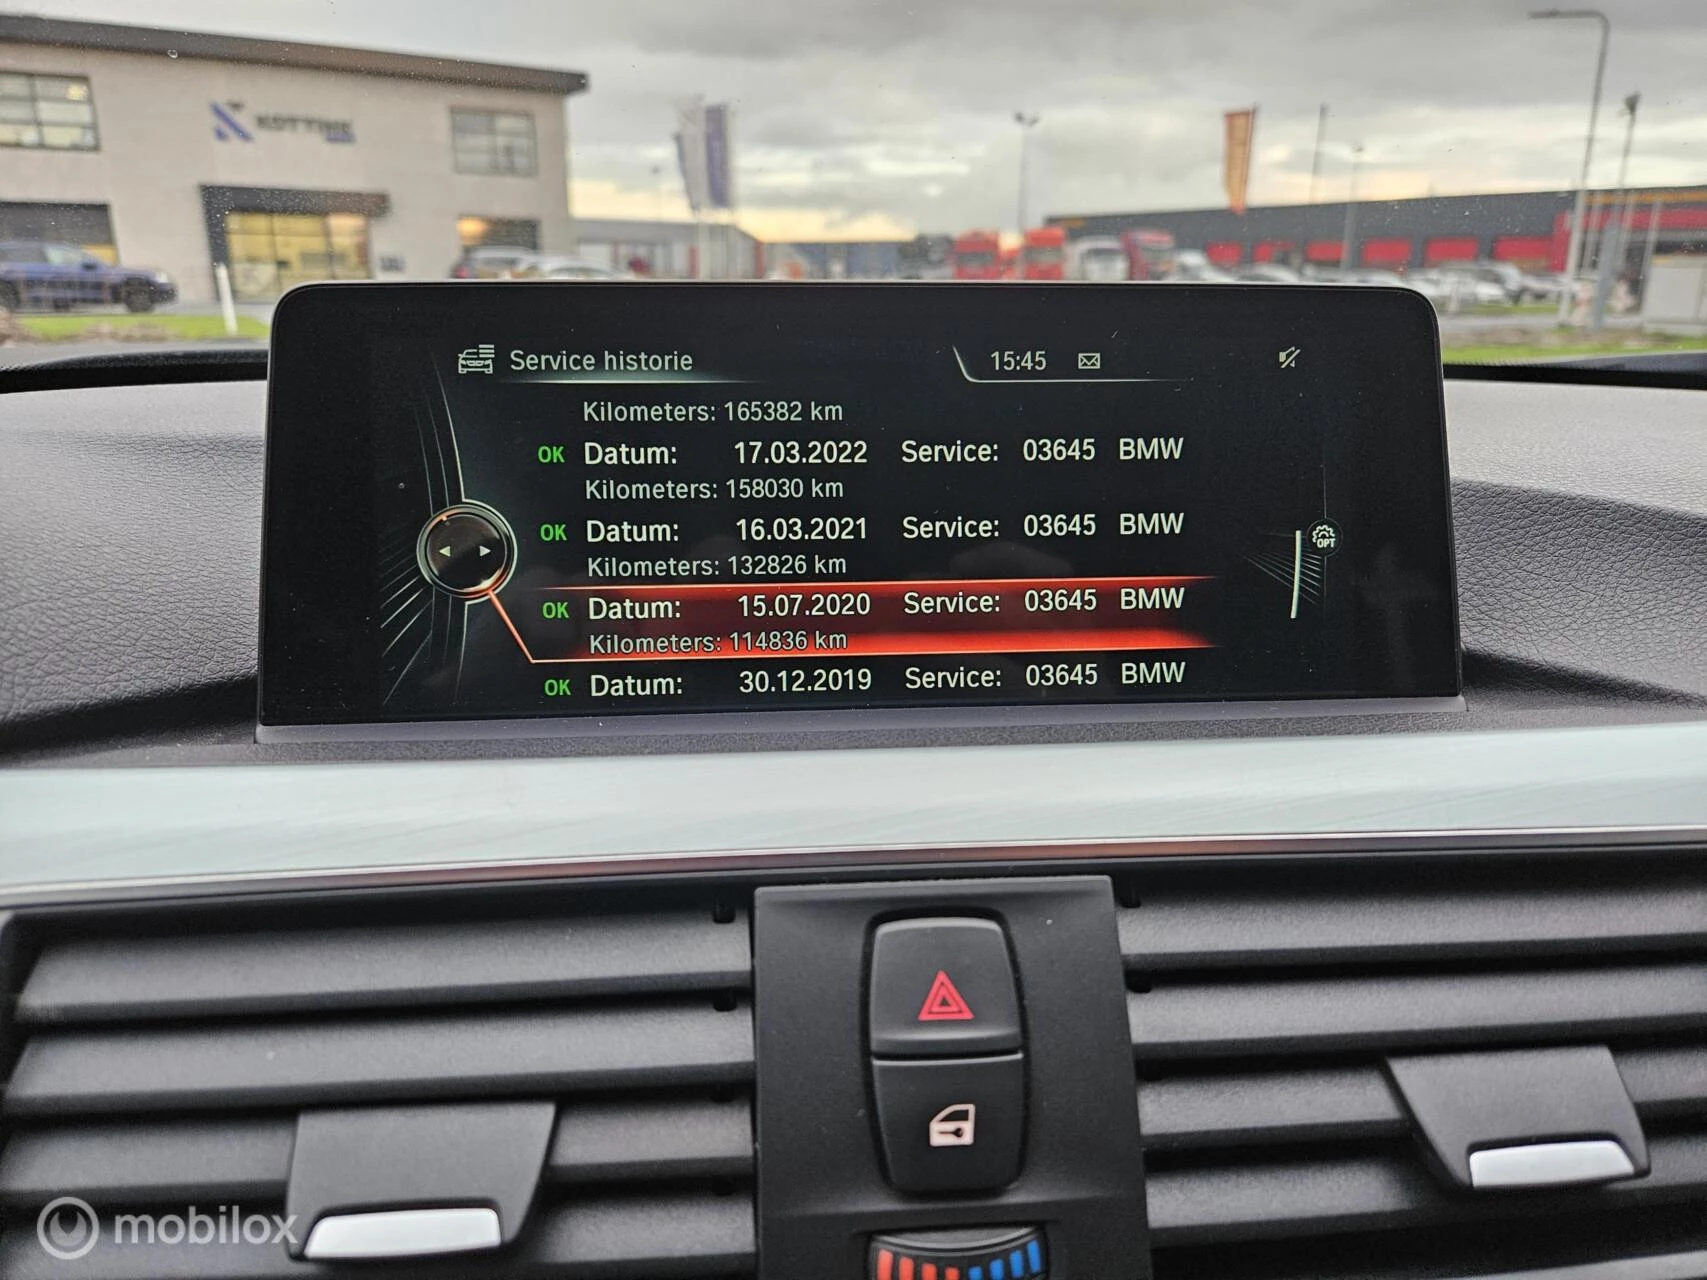 KOTTINK
Service historie
15:45
Kilometers: 165382 km
OK Datum: 17.03.2022 Service: 03645 BMW
Kilometers: 158030 km
OK Datum: 16.03.2021 Service: 03645 BMW
Kilometers: 132826 km
OK Datum: 15.07.2020 Service: 03645 BMW
Kilometers: 114836 km
OK Datum: 30.12.2019 Service: 03645 BMW
OPT
mobilox